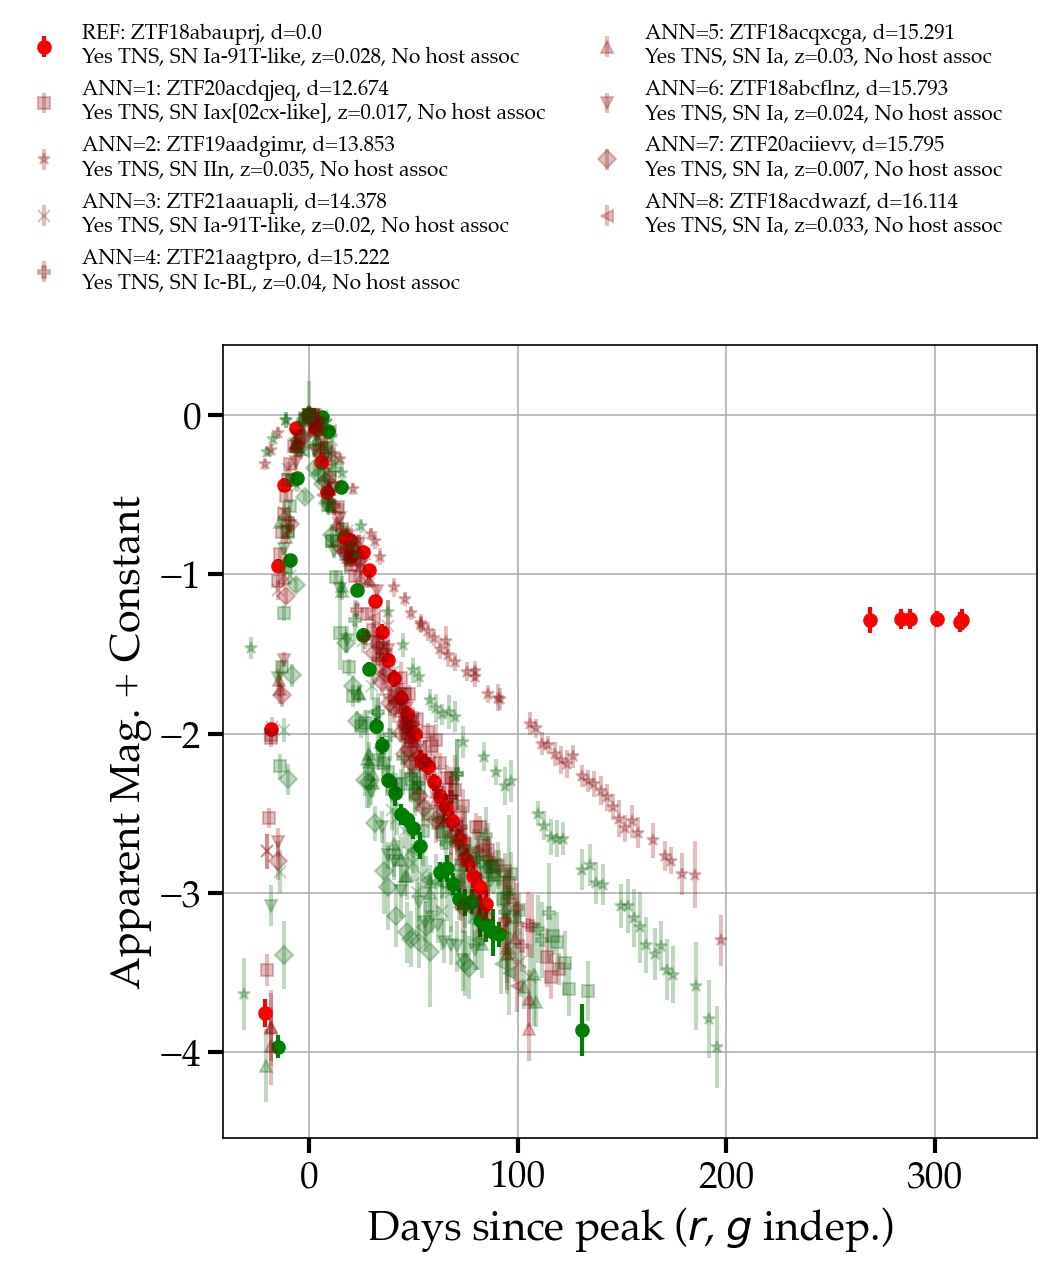 REF: ZTF18abauprj, d=0.0
Yes TNS, SN Ia-91T-like, z=0.028, No host assoc
ANN=1: ZTF20acdqjeq, d=12.674
Yes TNS, SN Iax[02cx-like], z=0.017, No host assoc
ANN=2: ZTF19aadgimr, d=13.853
Yes TNS, SN IIn, z=0.035, No host assoc
ANN=3: ZTF21aauapli, d=14.378
Yes TNS, SN Ia-91T-like, z=0.02, No host assoc
ANN=4: ZTF21aagtpro, d=15.222
Yes TNS, SN Ic-BL, z=0.04, No host assoc
ANN=5: ZTF18acqxcga, d=15.291
Yes TNS, SN Ia, z=0.03, No host assoc
ANN=6: ZTF18abcflnz, d=15.793
Yes TNS, SN Ia, z=0.024, No host assoc
ANN=7: ZTF20aciievv, d=15.795
Yes TNS, SN Ia, z=0.007, No host assoc
ANN=8: ZTF18acdwazf, d=16.114
Yes TNS, SN Ia, z=0.033, No host assoc
Apparent Mag. + Constant
0
−1
−2
−3
−4
0 100 200 300
Days since peak (r, g indep.)